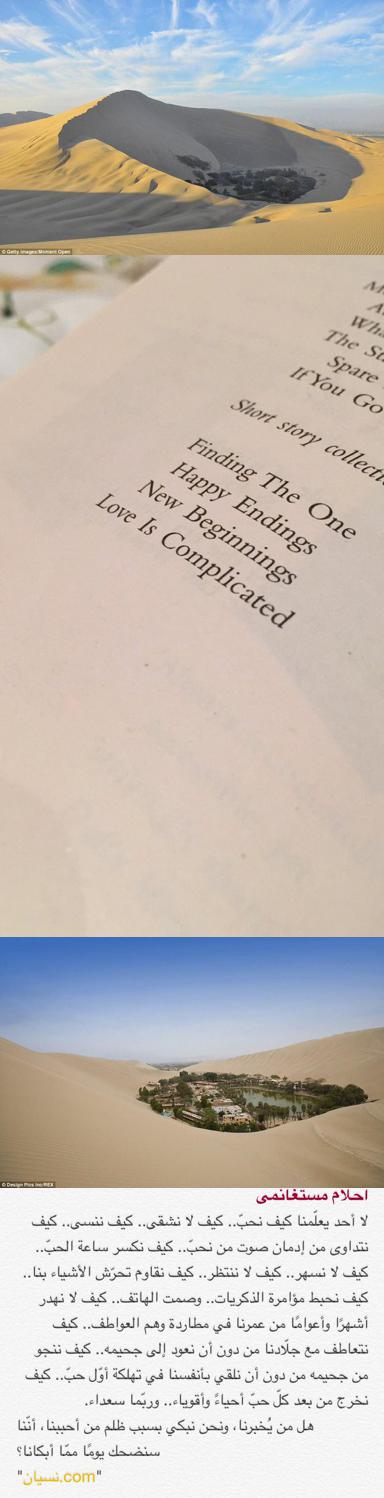 © Getty Images/Moment Open
Wha
The St
Spare
If You Go
Short story collecti
Finding The One
Happy Endings
New Beginnings
Love Is Complicated
© Design Pics Inc/REX
احلام مستغانمي
لا أحد يعلّمنا كيف نحبّ.. كيف لا نشقى.. كيف ننسى.. كيف
نتداوى من إدمان صوت من نحبّ.. كيف نكسر ساعة الحبّ..
كيف لا نسهر.. كيف لا ننتظر.. كيف نقاوم تحرّش الأشياء بنا..
كيف نحبط مؤامرة الذكريات.. وصمت الهاتف.. كيف لا نهدر
أشهرًا وأعوامًا من عمرنا في مطاردة وهم العواطف.. كيف
نتعاطف مع جلّادنا من دون أن نعود إلى جحيمه.. كيف ننجو
من جحيمه من دون أن نلقي بأنفسنا في تهلكة أوّل حبّ.. كيف
نخرج من بعد كلّ حبّ أحياءً وأقوياء.. وربّما سعداء.
هل من يُخبرنا، ونحن نبكي بسبب ظلم من أحببنا، أنّنا
سنضحك يومًا ممّا أبكانا؟
"نسيان.com"